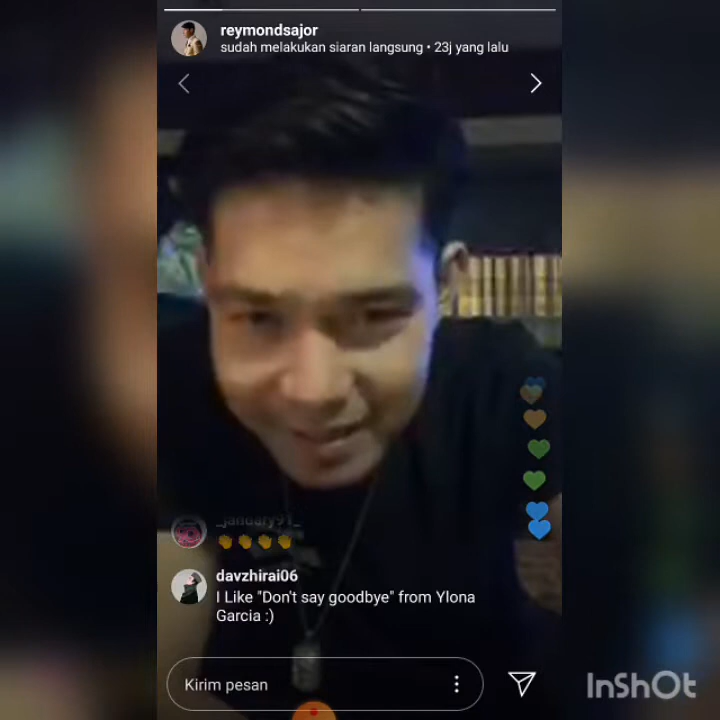 reymondsajor
sudah melakukan siaran langsung • 23j yang lalu
_jandary91_
davzhirai06
I Like "Don't say goodbye" from Ylona
Garcia :)
Kirim pesan
InShOt